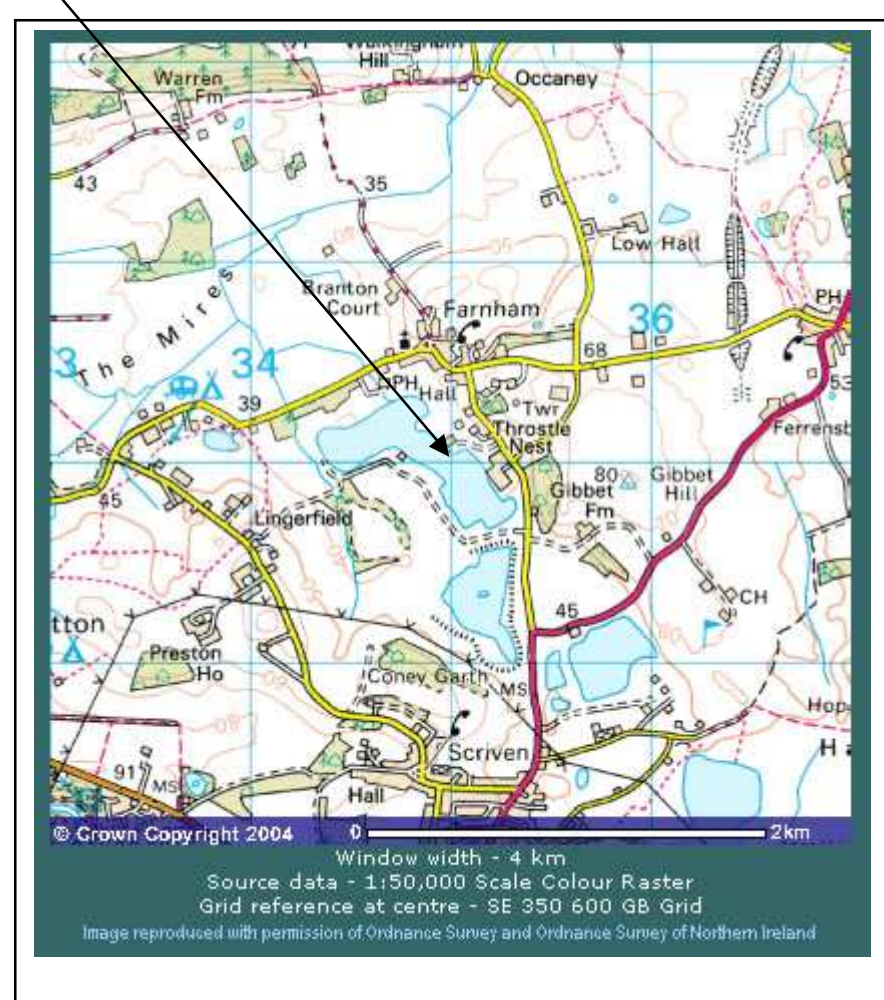 Hill
Warren
Fm
Occaney
43
35
Low Hall
Branton
Court
Farnham
36
PH
The Mires
34
3
68
53
PH
Hall
39
Twr
Throstle
Nest
Ferrensb
45
80
Gibbet
Hill
Gibbet
Fm
Lingerfield
CH
45
tton
Preston
Ho
Coney Garth
MS
Hop
H
Scriven
91
MS
Hall
© Crown Copyright 2004 0 2km
Window width - 4 km
Source data - 1:50,000 Scale Colour Raster
Grid reference at centre - SE 350 600 GB Grid
Image reproduced with permission of Ordnance Survey and Ordnance Survey of Northern Ireland